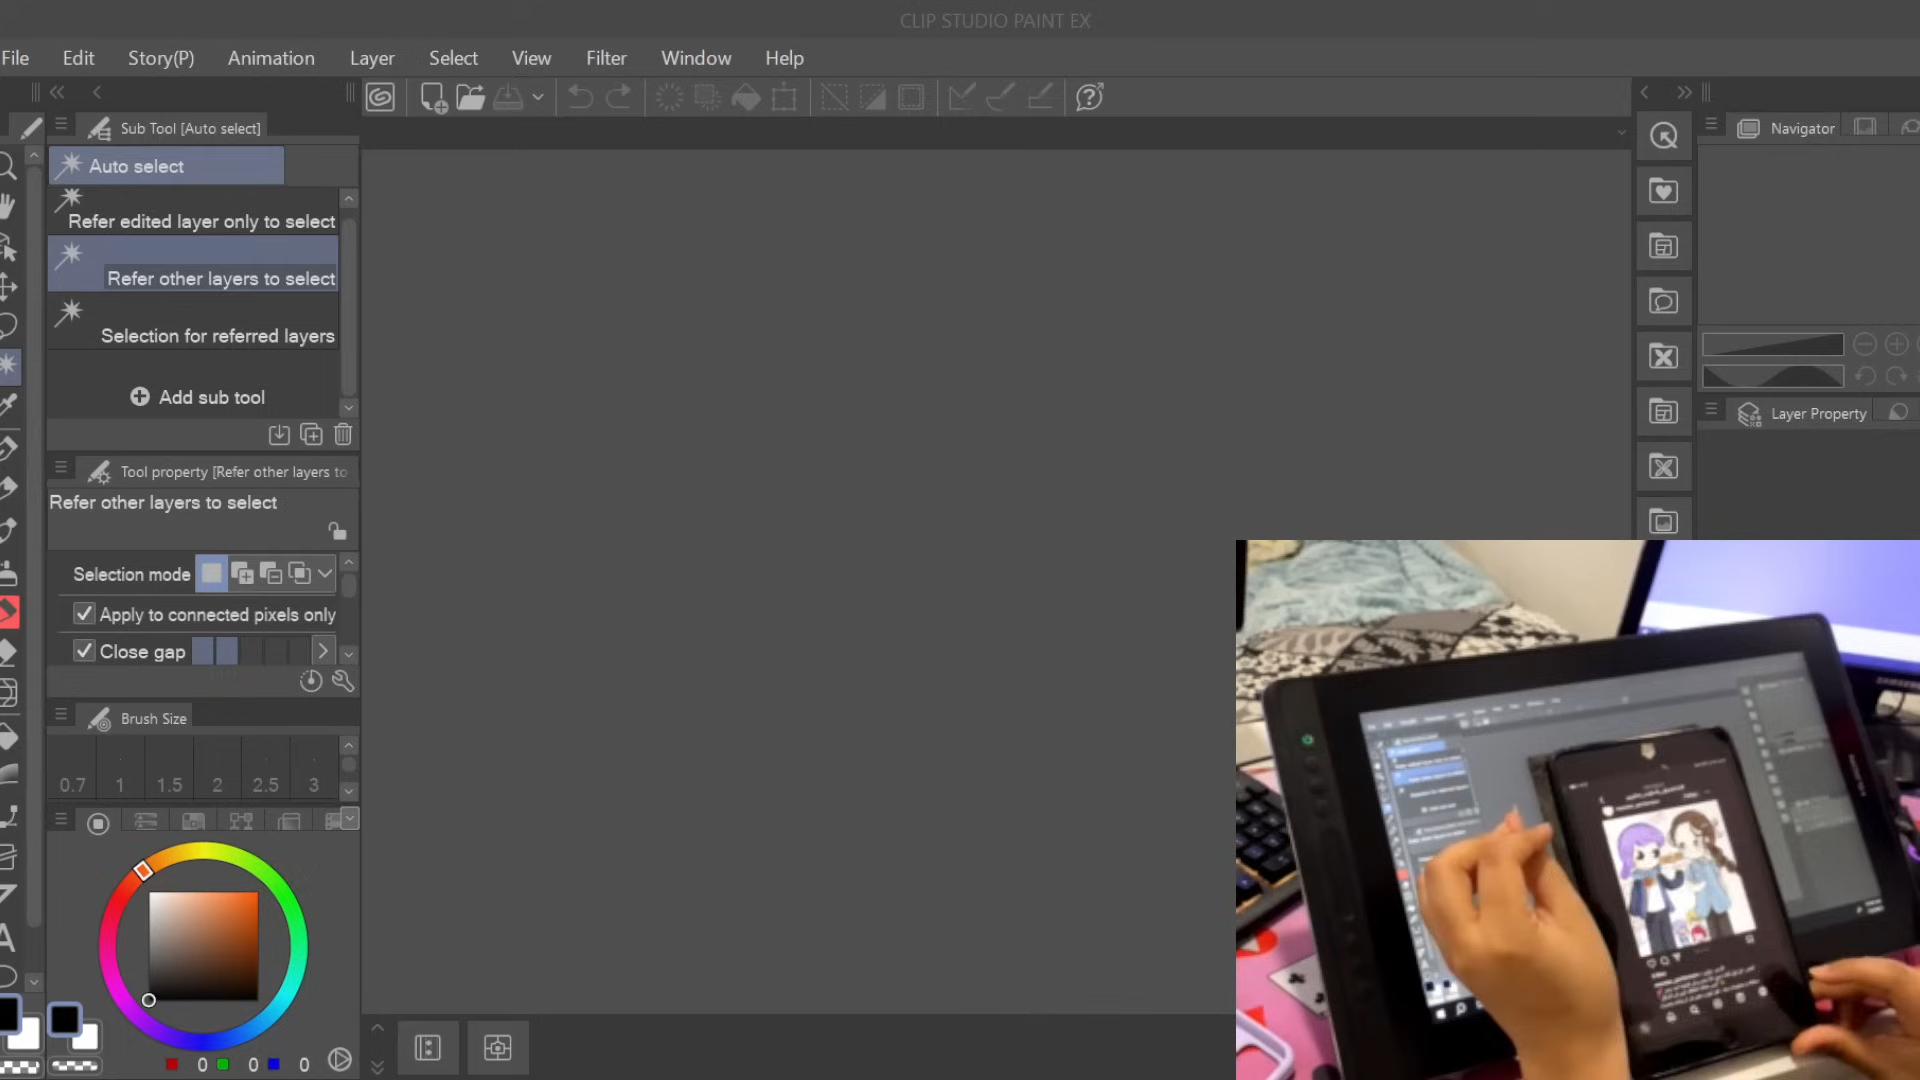 CLIP STUDIO PAINT EX
File Edit Story(P) Animation Layer Select View Filter Window Help
Sub Tool [Auto select]
Auto select
Refer edited layer only to select
Refer other layers to select
Selection for referred layers
Add sub tool
Tool property [Refer other layers to
Refer other layers to select
Selection mode
Apply to connected pixels only
Close gap
Brush Size
0.7 1 1.5 2 2.5 3
0 0 0
Navigator
Layer Property
SAMSUNG